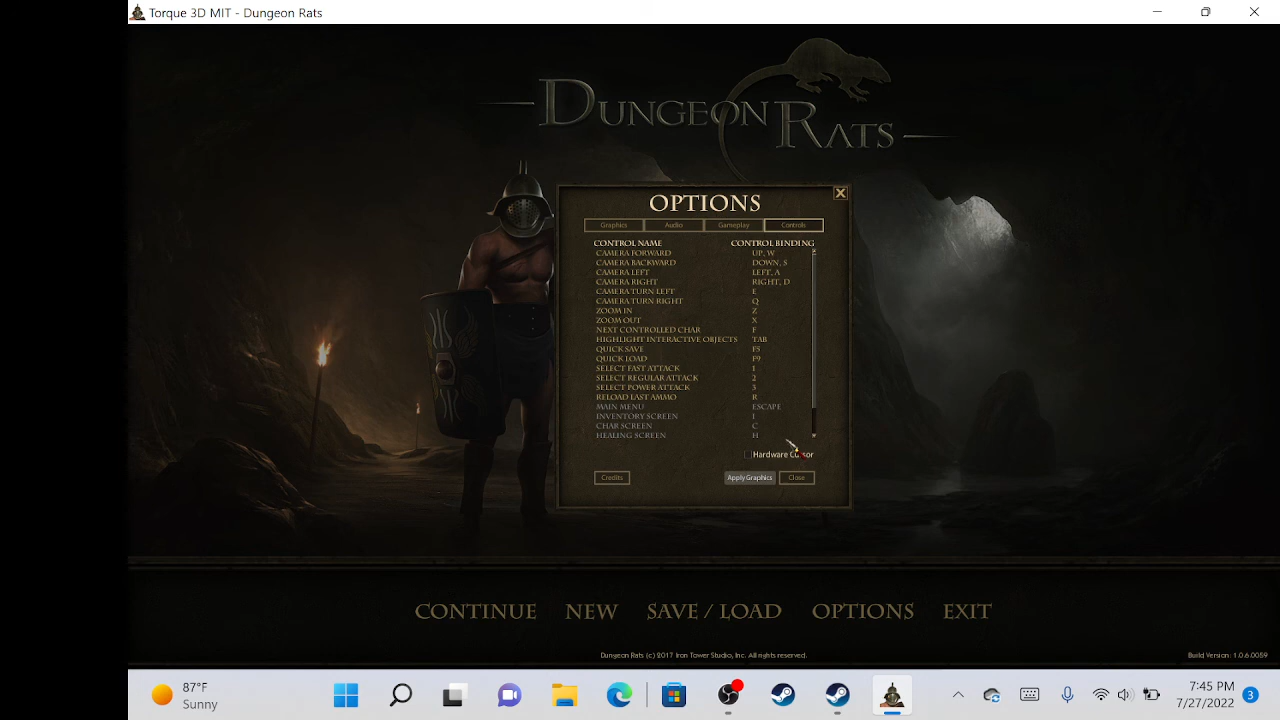 Torque 3D MIT - Dungeon Rats
DUNGEON RATS
OPTIONS
Graphics Audio Gameplay Controls
CONTROL NAME CONTROL BINDING
CAMERA FORWARD UP, W
CAMERA BACKWARD DOWN, S
CAMERA LEFT LEFT, A
CAMERA RIGHT RIGHT, D
CAMERA TURN LEFT E
CAMERA TURN RIGHT Q
ZOOM IN Z
ZOOM OUT X
NEXT CONTROLLED CHAR F
HIGHLIGHT INTERACTIVE OBJECTS TAB
QUICK SAVE F5
QUICK LOAD F9
SELECT FAST ATTACK 1
SELECT REGULAR ATTACK 2
SELECT POWER ATTACK 3
RELOAD LAST AMMO R
MAIN MENU ESCAPE
INVENTORY SCREEN I
CHAR SCREEN C
HEALING SCREEN H
Hardware Cursor
Credits Apply Graphics Close
CONTINUE NEW SAVE / LOAD OPTIONS EXIT
Dungeon Rats (c) 2017 Iron Tower Studio, Inc. All rights reserved.
Build Version: 1.0.6.0059
87°F
Sunny
7:45 PM
7/27/2022
3